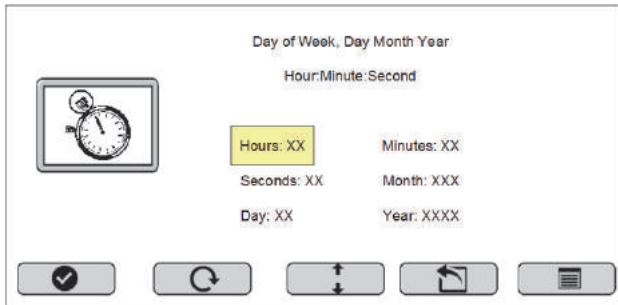 Day of Week, Day Month Year
Hour:Minute:Second
Hours: XX Minutes: XX
Seconds: XX Month: XXX
Day: XX Year: XXXX